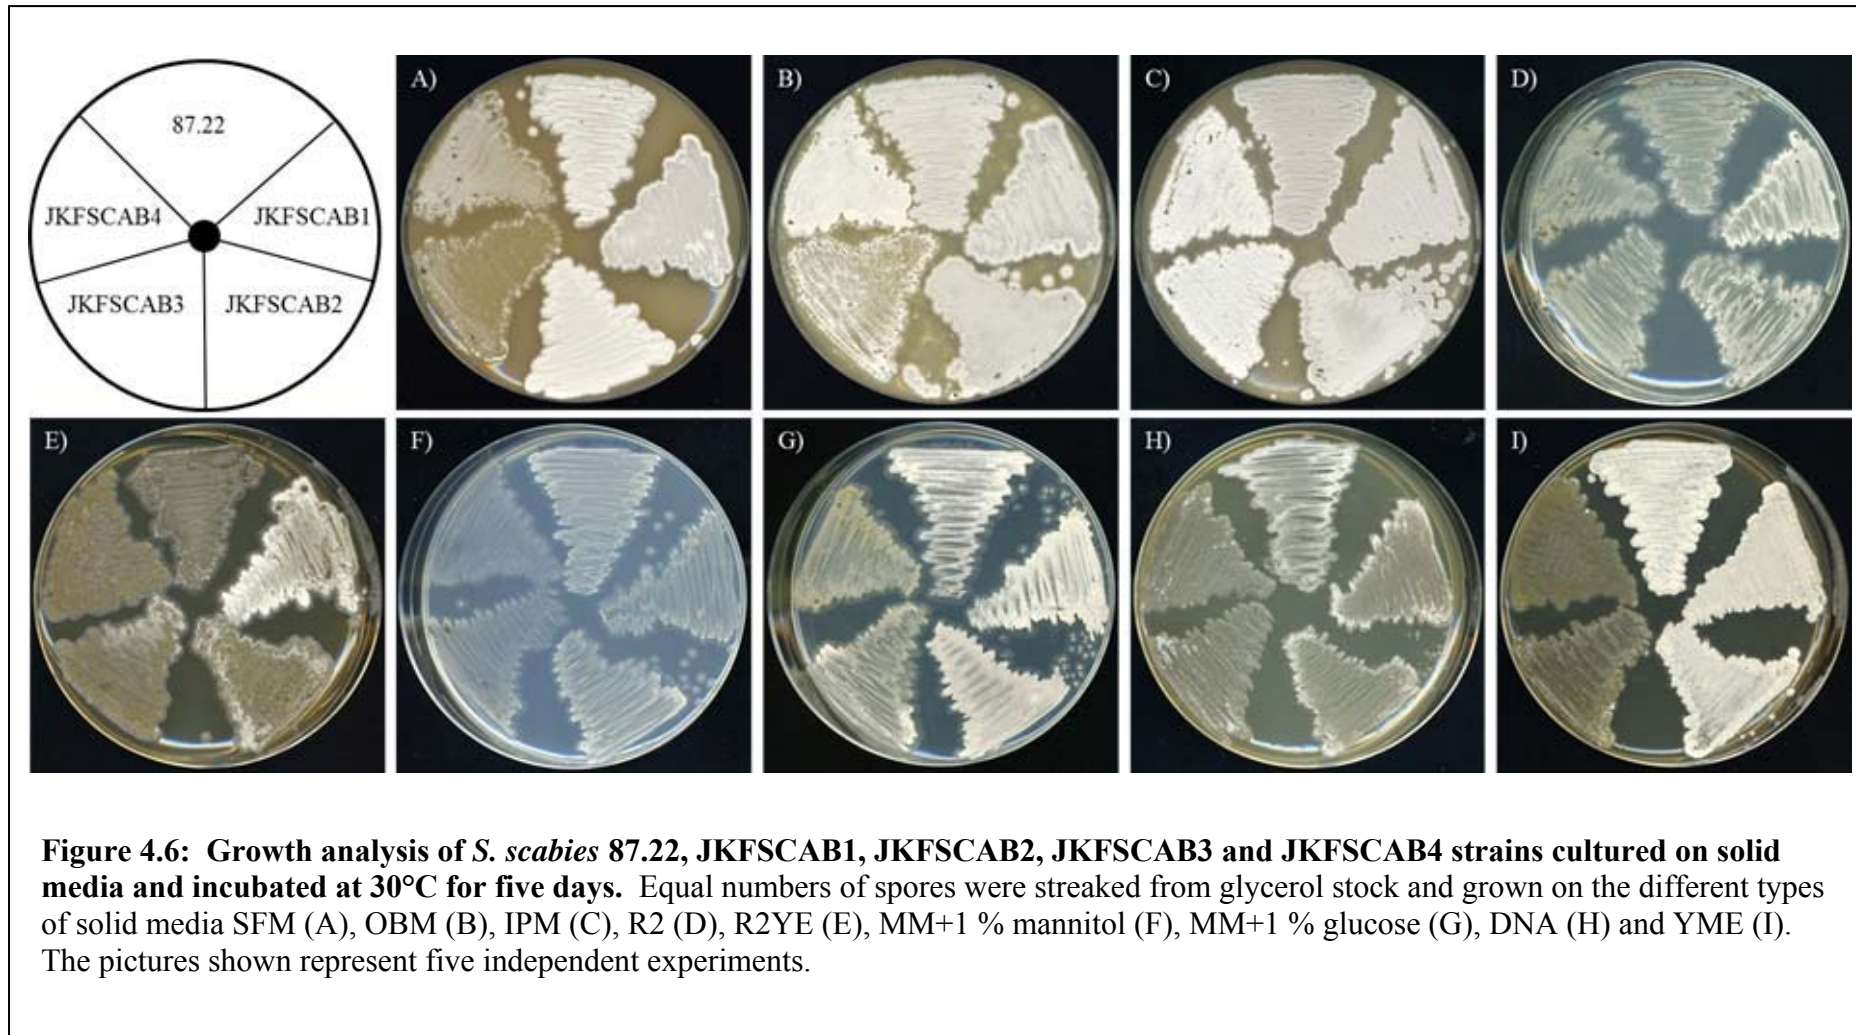 87.22
JKFSCAB4
JKFSCAB1
JKFSCAB3
JKFSCAB2
A)
B)
C)
D)
E)
F)
G)
H)
I)
Figure 4.6:  Growth analysis of S. scabies 87.22, JKFSCAB1, JKFSCAB2, JKFSCAB3 and JKFSCAB4 strains cultured on solid
media and incubated at 30°C for five days.  Equal numbers of spores were streaked from glycerol stock and grown on the different types
of solid media SFM (A), OBM (B), IPM (C), R2 (D), R2YE (E), MM+1 % mannitol (F), MM+1 % glucose (G), DNA (H) and YME (I).
The pictures shown represent five independent experiments.